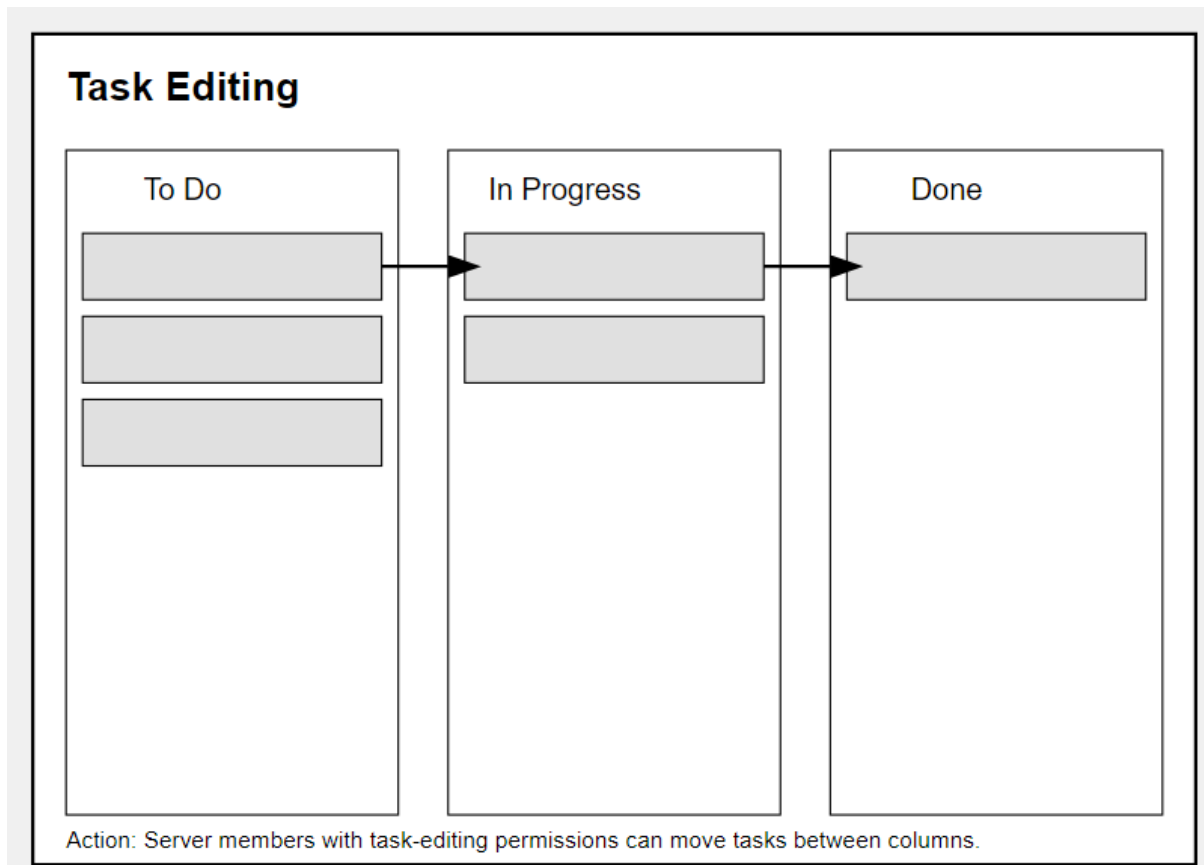 Task Editing
To Do
In Progress
Done
Action: Server members with task-editing permissions can move tasks between columns.